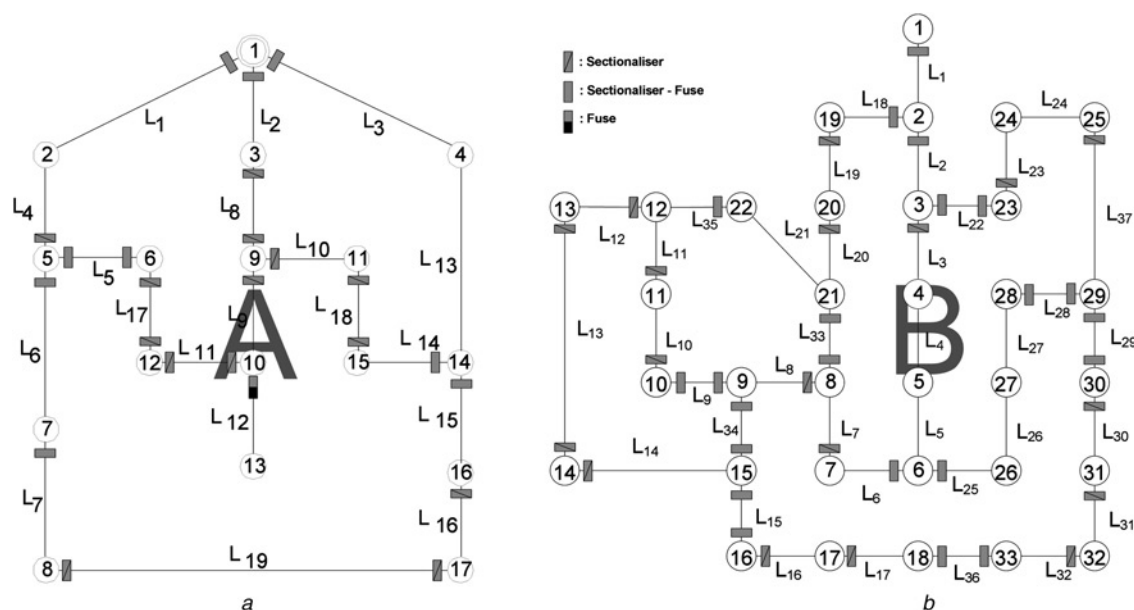 1
L1
L2
L3
2
3
4
L4
L8
5
L5
6
9
L10
11
L13
L17
L9
L18
L6
12
L11
10
A
15
L14
14
L12
L15
7
13
16
L7
L16
8
L19
17
a
: Sectionaliser
: Sectionaliser - Fuse
: Fuse
1
L1
19
L18
2
24
L24
25
L19
L2
L23
13
12
L35
22
20
3
L22
23
L12
L21
L37
L11
L20
L3
11
21
4
B
28
L28
29
L13
L10
L33
L4
L27
L29
10
L9
9
L8
8
5
27
30
L34
L7
L5
L26
L30
14
L14
15
7
L6
6
L25
26
31
L15
L31
16
L16
17
L17
18
L36
33
L32
32
b